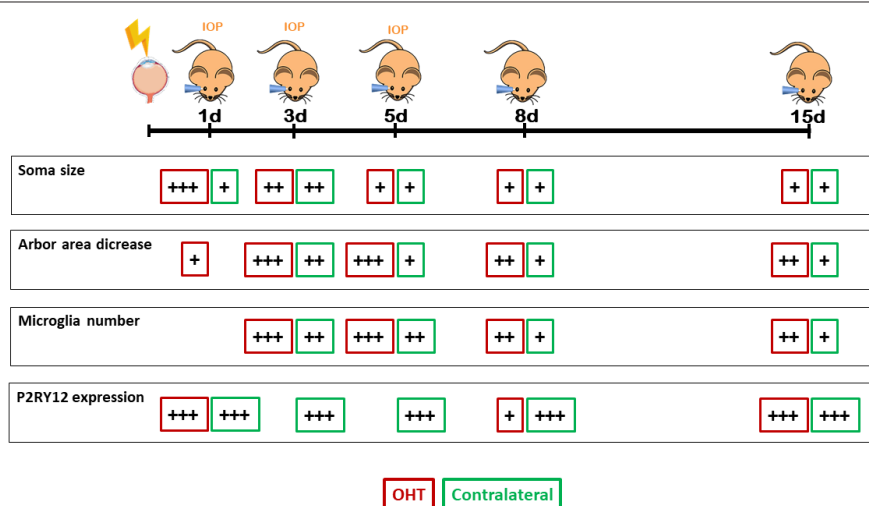 IOP IOP IOP
1d 3d 5d 8d 15d
Soma size
+++ + ++ ++ + + + + + +
Arbor area dicrease
+ +++ ++ +++ + ++ + ++ +
Microglia number
+++ ++ +++ ++ ++ + ++ +
P2RY12 expression
+++ +++ +++ +++ + +++ +++ +++
OHT Contralateral